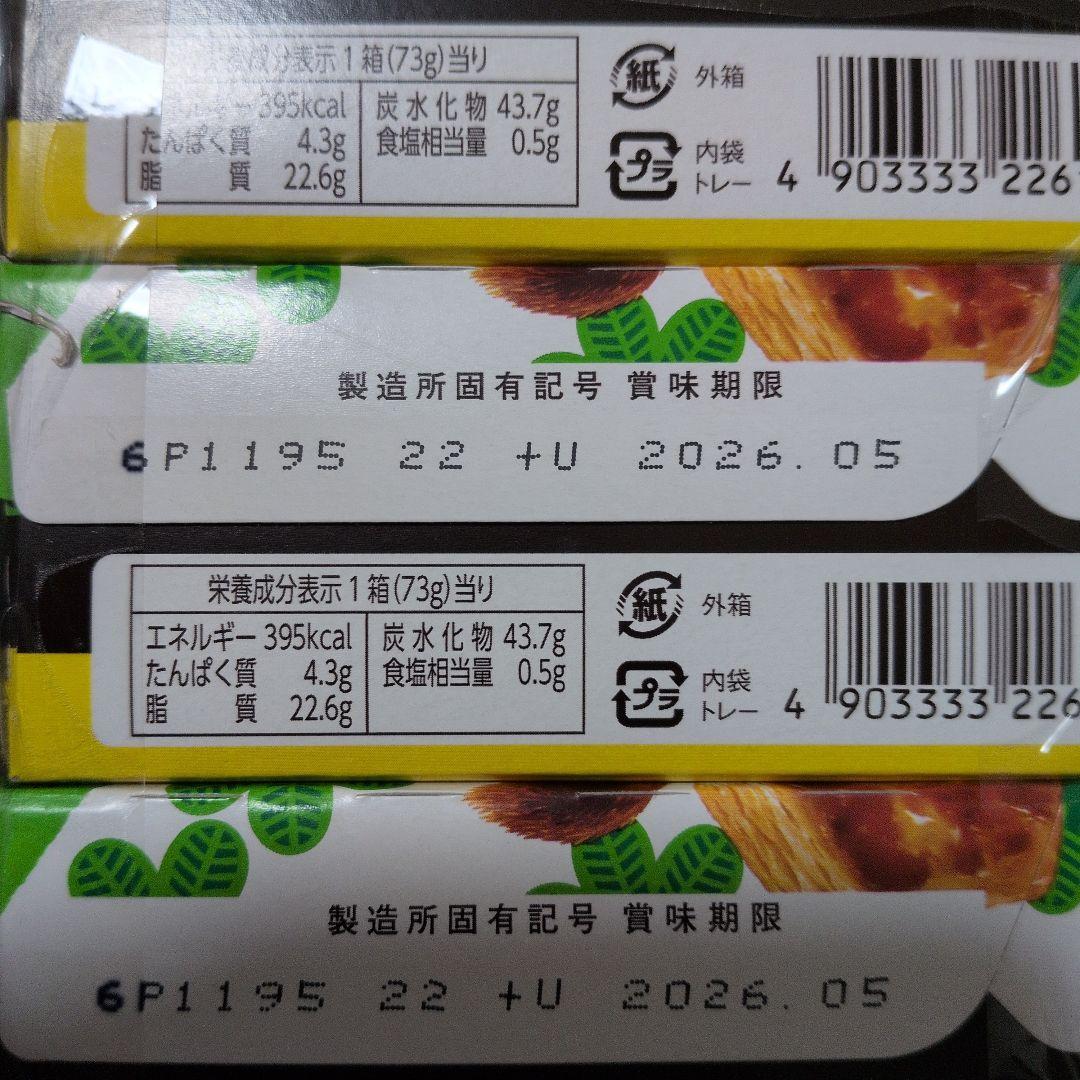 成分表示1箱(73g)当り
エネルギー 395kcal 炭水化物 43.7g
たんぱく質 4.3g 食塩相当量 0.5g
脂質 22.6g
紙 外箱
プラ 内袋
トレー
4 903333 226
製造所固有記号 賞味期限
6P1195 22 +U 2026.05
栄養成分表示1箱(73g)当り
エネルギー 395kcal 炭水化物 43.7g
たんぱく質 4.3g 食塩相当量 0.5g
脂質 22.6g
紙 外箱
プラ 内袋
トレー
4 903333 226
製造所固有記号 賞味期限
6P1195 22 +U 2026.05